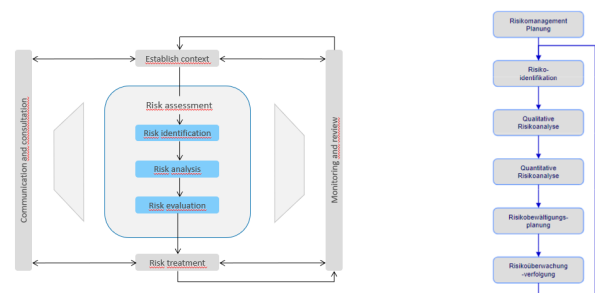 Establish context
Risk assessment
Risk identification
Risk analysis
Risk evaluation
Risk treatment
Communication and consultation
Monitoring and review
Risikomanagement
Planung
Risiko-
identifikation
Qualitative
Risikoanalyse
Quantitative
Risikoanalyse
Risikobewältigungs-
planung
Risikoüberwachung
-verfolgung